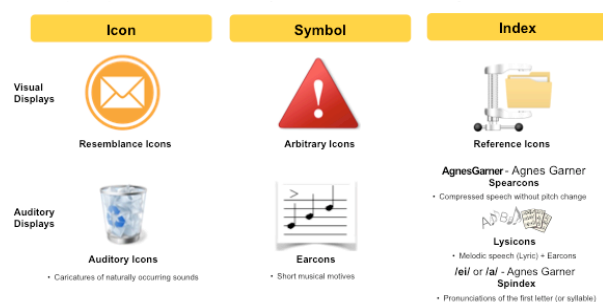 Icon
Symbol
Index
Visual
Displays
Resemblance Icons
Arbitrary Icons
Reference Icons
AgnesGarner - Agnes Garner
Spearcons
• Compressed speech without pitch change
Auditory
Displays
Auditory Icons
• Caricatures of naturally occurring sounds
Earcons
• Short musical motives
Lysicons
• Melodic speech (Lyric) + Earcons
/ei/ or /a/ - Agnes Garner
Spindex
• Pronunciations of the first letter (or syllable)